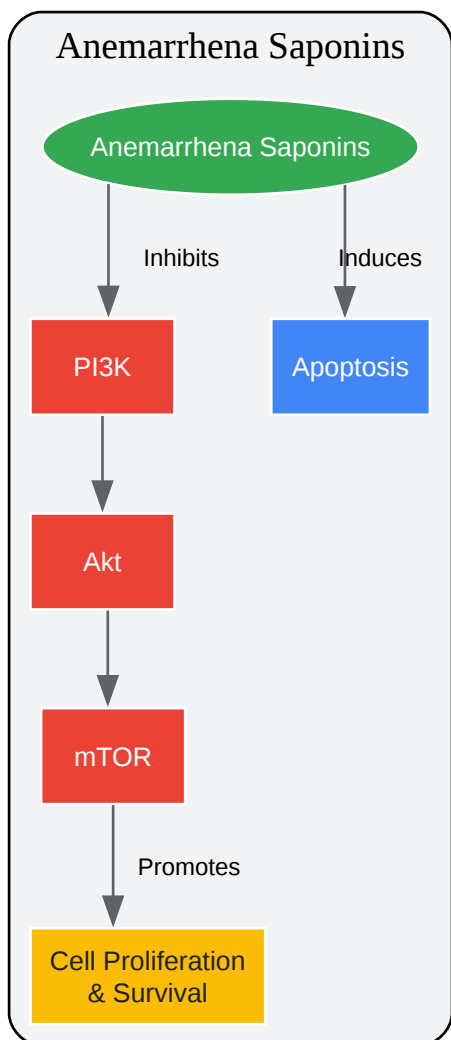 Anemarrhena Saponins
Anemarrhena Saponins
Inhibits
Induces
PI3K
Apoptosis
Akt
mTOR
Promotes
Cell Proliferation
& Survival